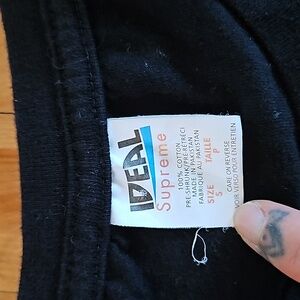 IDEAL
Supreme
100% COTTON
PRE-SHRUNK/PRÉ-RÉTRÉCI
MADE IN PAKISTAN
FABRIQUÉ AU PAKISTAN
SIZE TAILLE
S P
CARE ON REVERSE
VOIR VERSO POUR ENTRETIEN